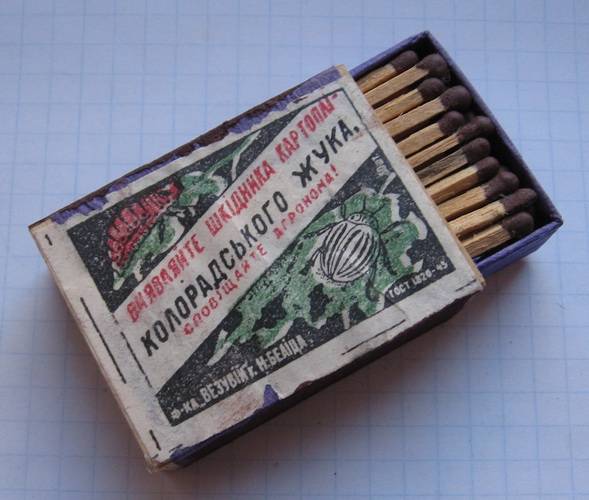 ВИЯВЛЯЙТЕ ШКІДНИКА КАРТОПЛІ-
КОЛОРАДСЬКОГО ЖУКА,
СПОВІЩАЙТЕ АГРОНОМА!
ГОСТ 1820-45
Ф-КА „ВЕЗУВІЙ" г. Н.-БЕЛІЦА